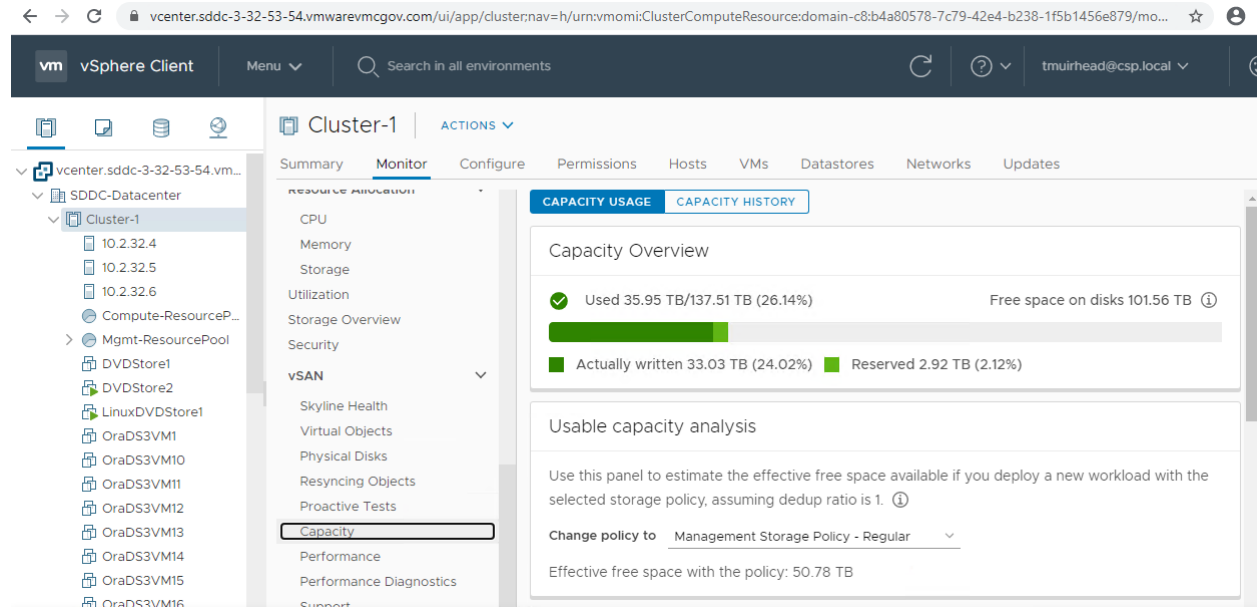 vcenter.sddc-3-32-53-54.vmwarevmcgov.com/ui/app/cluster;nav=h/urn:vmomi:ClusterComputeResource:domain-c8:b4a80578-7c79-42e4-b238-1f5b1456e879/mo...
vm vSphere Client Menu Search in all environments tmuirhead@csp.local
Cluster-1 ACTIONS
Summary Monitor Configure Permissions Hosts VMs Datastores Networks Updates
vcenter.sddc-3-32-53-54.vm...
SDDC-Datacenter
Cluster-1
10.2.32.4
10.2.32.5
10.2.32.6
Compute-ResourceP...
Mgmt-ResourcePool
DVDStore1
DVDStore2
LinuxDVDStore1
OraDS3VM1
OraDS3VM10
OraDS3VM11
OraDS3VM12
OraDS3VM13
OraDS3VM14
OraDS3VM15
OraDS3VM16
Resource Allocation
CPU
Memory
Storage
Utilization
Storage Overview
Security
vSAN
Skyline Health
Virtual Objects
Physical Disks
Resyncing Objects
Proactive Tests
Capacity
Performance
Performance Diagnostics
Support
CAPACITY USAGE CAPACITY HISTORY
Capacity Overview
Used 35.95 TB/137.51 TB (26.14%) Free space on disks 101.56 TB
Actually written 33.03 TB (24.02%) Reserved 2.92 TB (2.12%)
Usable capacity analysis
Use this panel to estimate the effective free space available if you deploy a new workload with the
selected storage policy, assuming dedup ratio is 1.
Change policy to Management Storage Policy - Regular
Effective free space with the policy: 50.78 TB